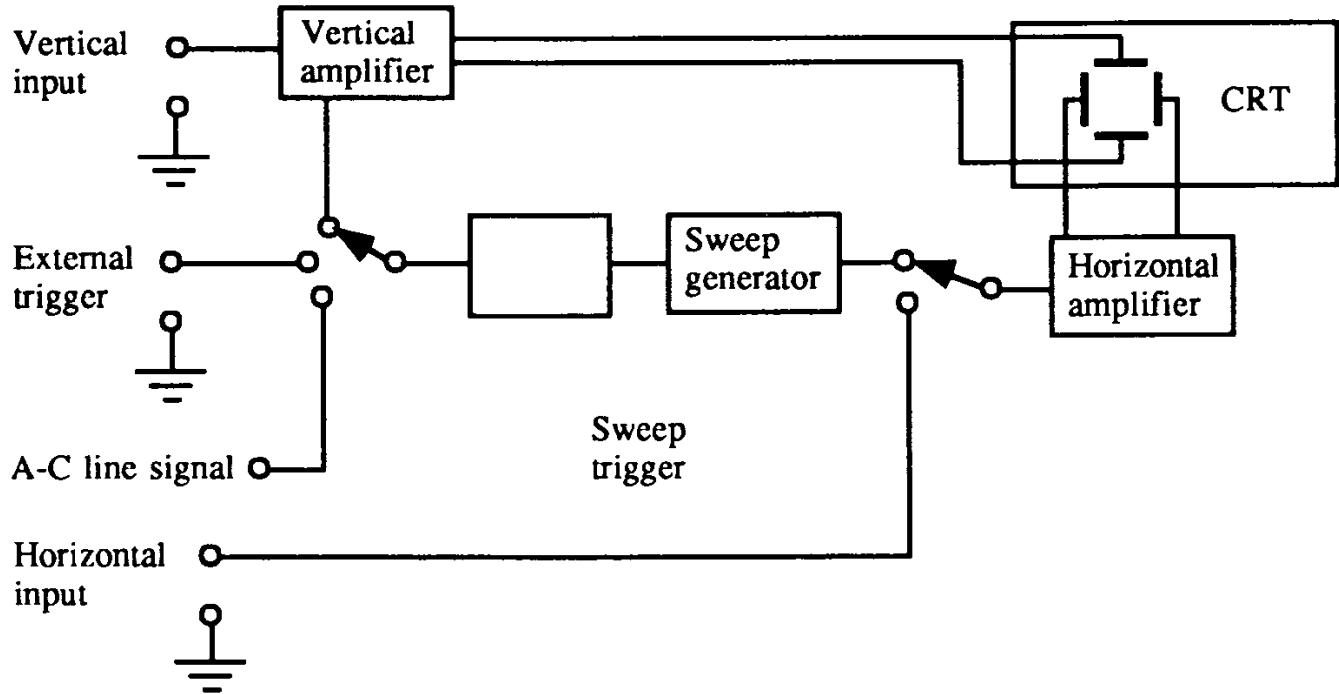 Vertical
input
Vertical
amplifier
CRT
External
trigger
Sweep
generator
Horizontal
amplifier
A-C line signal
Sweep
trigger
Horizontal
input